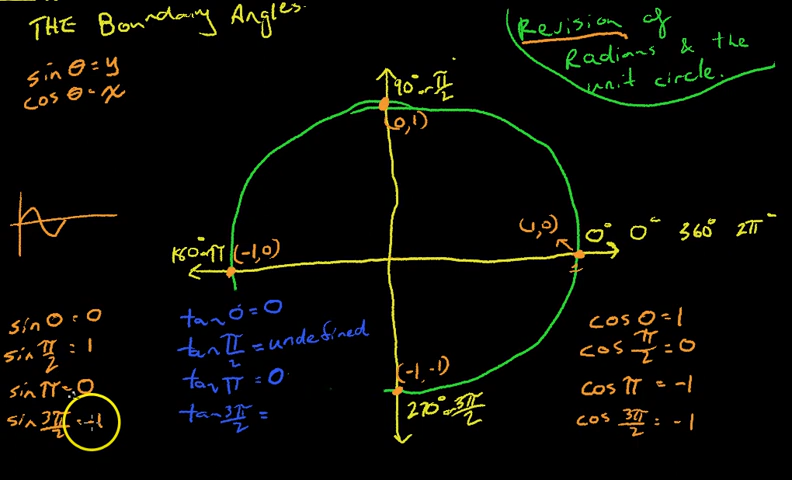 THE Boundary Angles.
sin θ = y
cos θ = x
Revision of
Radians & the
unit circle.
90° or π/2
(0,1)
180° or π
(-1,0)
(1,0)
0° 0ᶜ 360° 2πᶜ
(-1,-1)
270° or 3π/2
sin 0 = 0
sin π/2 = 1
sin π = 0
sin 3π/2 = -1
tan 0 = 0
tan π/2 = undefined
tan π = 0
tan 3π/2 =
cos 0 = 1
cos π/2 = 0
cos π = -1
cos 3π/2 = -1